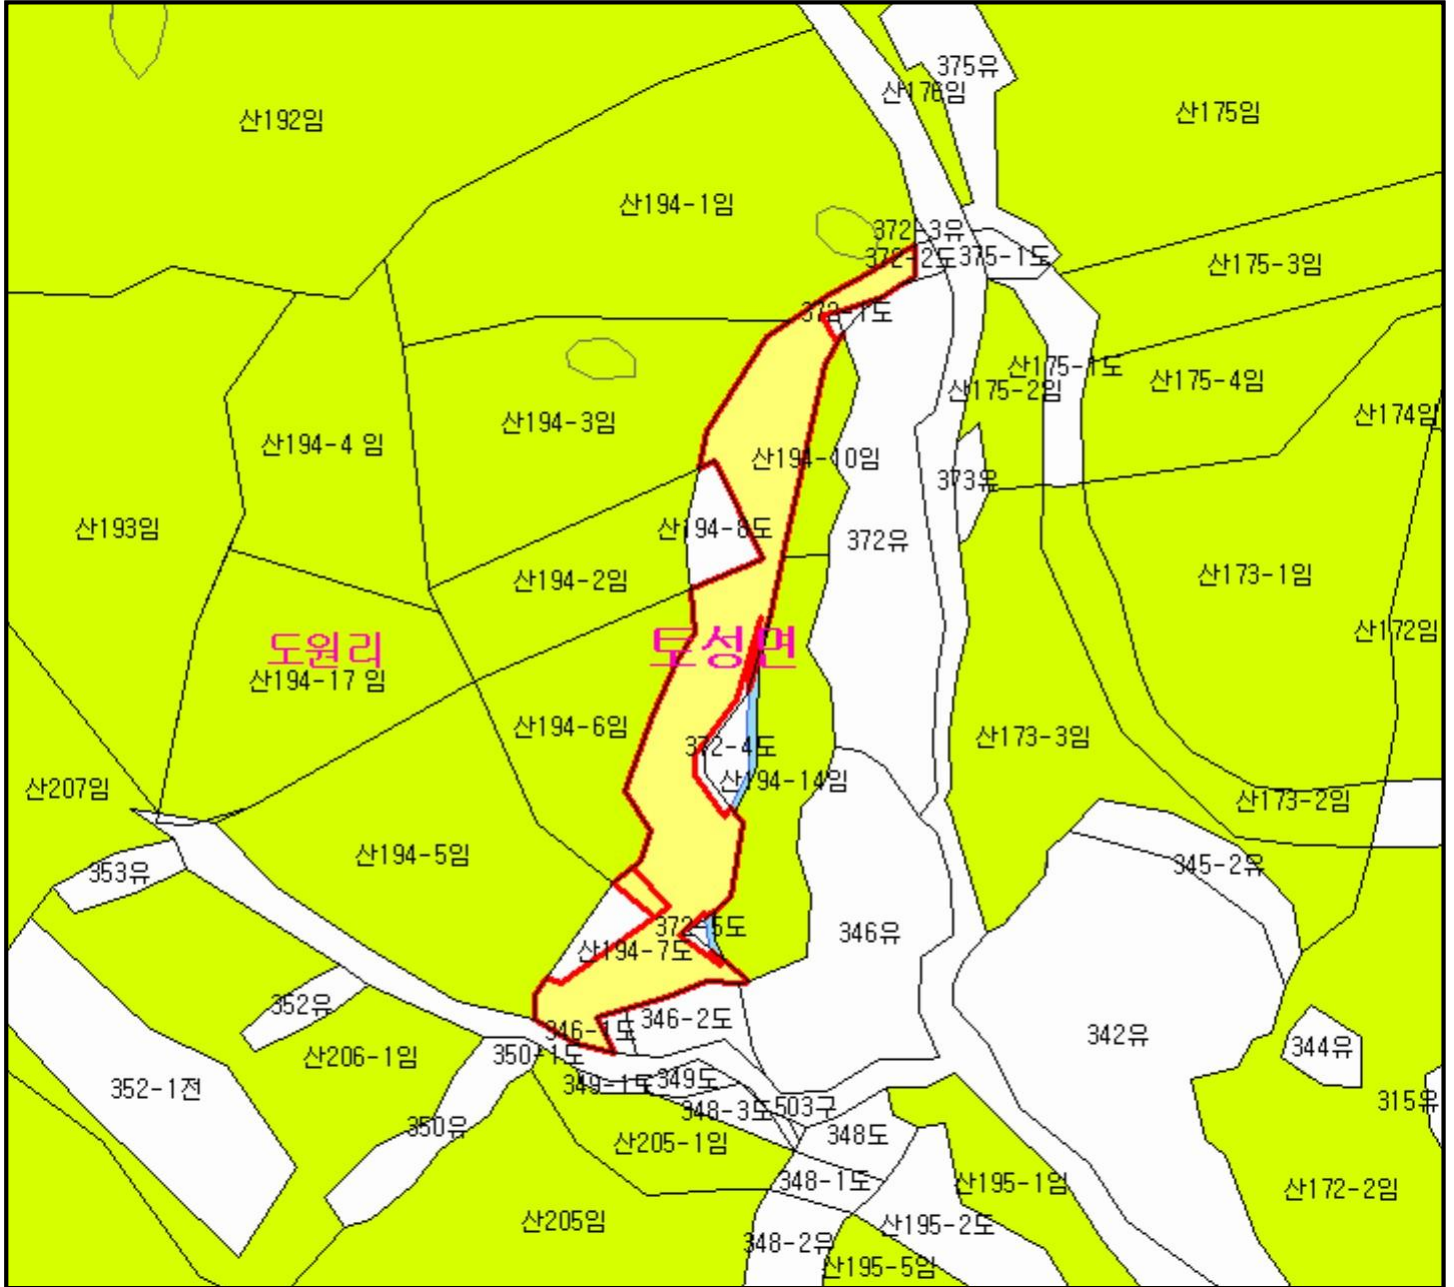 375유
산176임
산175임
산192임
산194-1임
372-3유
372-2도
375-1도
산175-3임
372-1도
산175-1도
산175-2임
산175-4임
산174임
산194-3임
산194-4 임
산194-10임
373유
산193임
산194-8도
372유
산194-2임
산173-1임
산172임
도원리
토성면
산194-17 임
산194-6임
산173-3임
372-4도
산207임
산194-14임
산173-2임
산194-5임
353유
345-2유
372-5도
346유
산194-7도
352유
346-2도
346-1도
342유
344유
350-1도
산206-1임
352-1전
349-1도
349도
315유
348-3도
503구
350유
348도
산205-1임
348-1도
산195-1임
산172-2임
산205임
산195-2도
348-2유
산195-5임